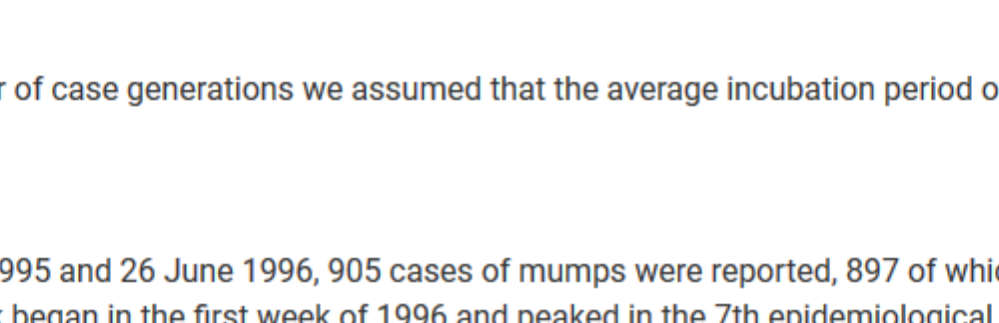 of case generations we assumed that the average incubation period
995 and 26 June 1996, 905 cases of mumps were reported, 897 of
began in the first week of 1996 and peaked in the 7th epidemiological